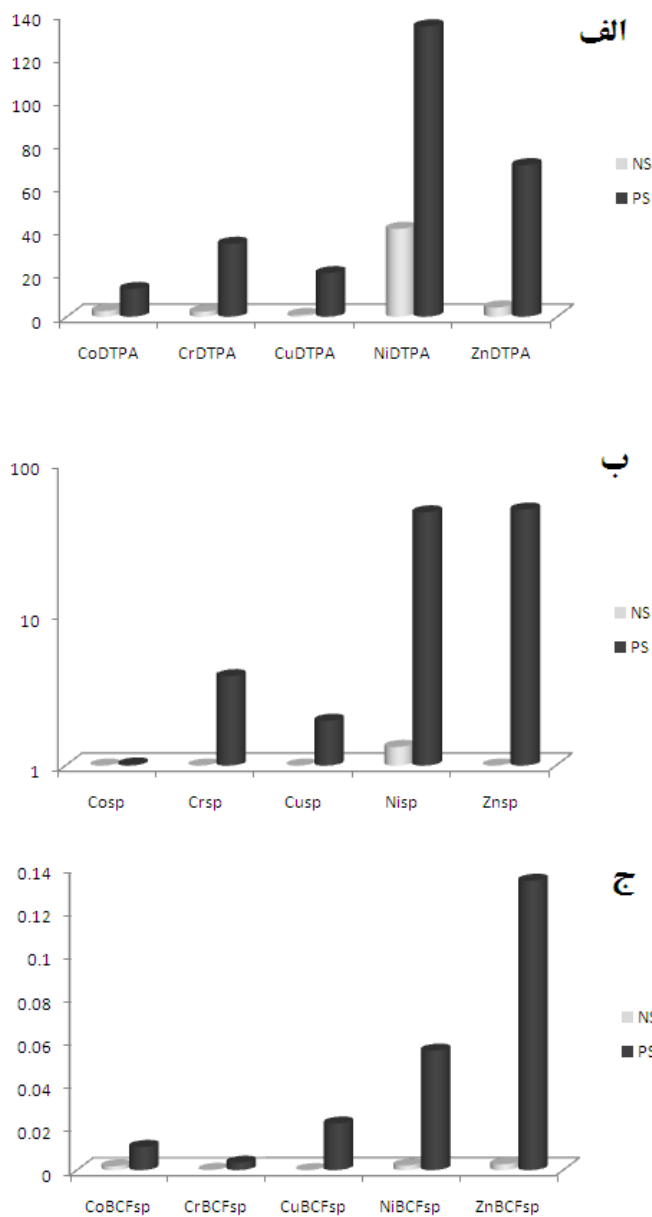 الف
140
120
100
80
60
40
20
0
NS
PS
CoDTPA CrDTPA CuDTPA NiDTPA ZnDTPA
ب
100
10
1
NS
PS
Cosp Crsp Cusp Nisp Znsp
ج
0.14
0.12
0.1
0.08
0.06
0.04
0.02
0
NS
PS
CoBCFsp CrBCFsp CuBCFsp NiBCFsp ZnBCFsp